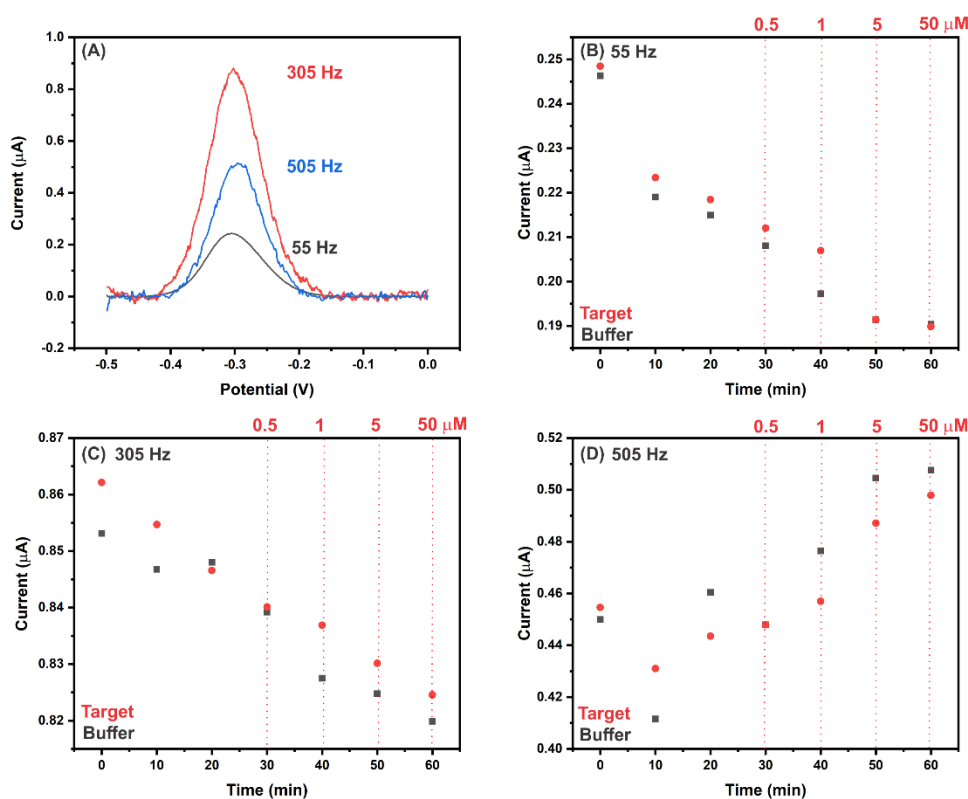 (A)
1.0
0.8
0.6
0.4
0.2
0.0
-0.2
305 Hz
505 Hz
55 Hz
-0.5 -0.4 -0.3 -0.2 -0.1 0.0
Potential (V)
Current (μA)
0.5 1 5 50 μM
(B) 55 Hz
0.25
0.25
0.23
0.22
0.21
0.20
0.19
Target
Buffer
0 10 20 30 40 50 60
Time (min)
Current (μA)
0.5 1 5 50 μM
(C) 305 Hz
0.87
0.86
0.85
0.84
0.83
0.82
Target
Buffer
0 10 20 30 40 50 60
Time (min)
Current (μA)
0.5 1 5 50 μM
(D) 505 Hz
0.52
0.50
0.48
0.46
0.44
0.42
0.40
Target
Buffer
0 10 20 30 40 50 60
Time (min)
Current (μA)